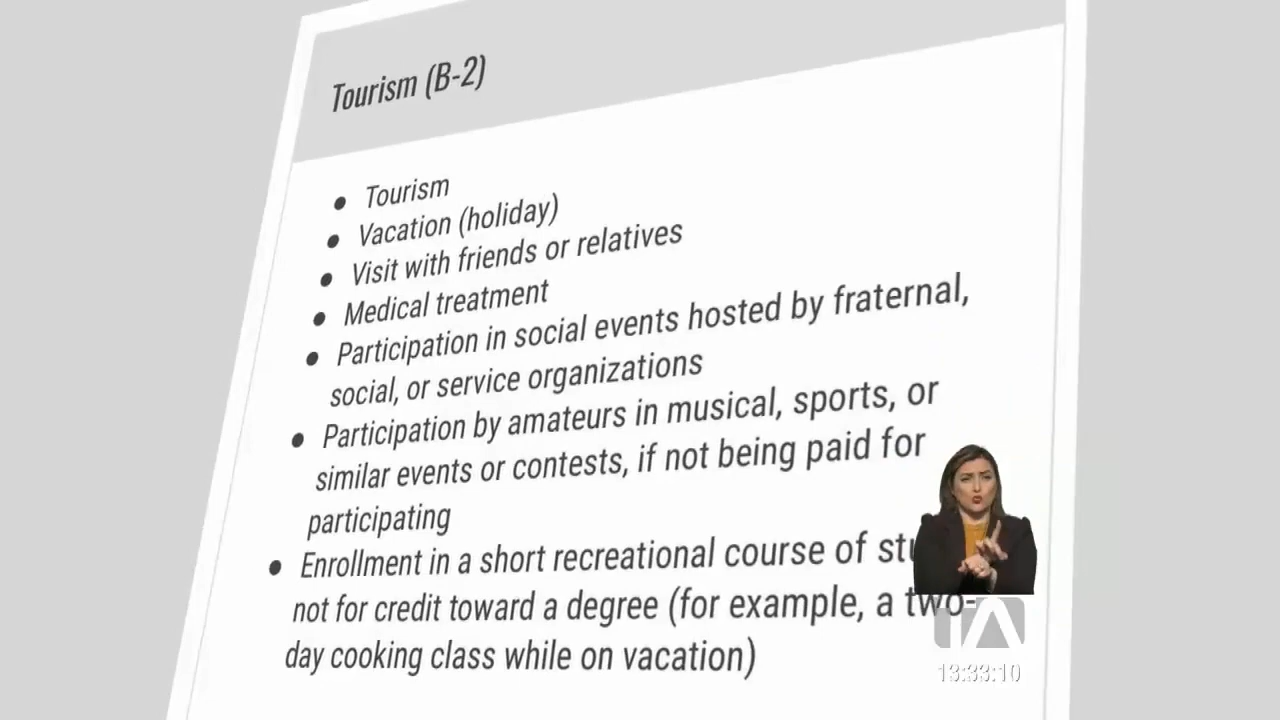 Tourism (B-2)
Tourism
Vacation (holiday)
Visit with friends or relatives
Medical treatment
Participation in social events hosted by fraternal,
social, or service organizations
Participation by amateurs in musical, sports, or
similar events or contests, if not being paid for
participating
Enrollment in a short recreational course of
not for credit toward a degree (for example, a two-
day cooking class while on vacation)
13:33:10